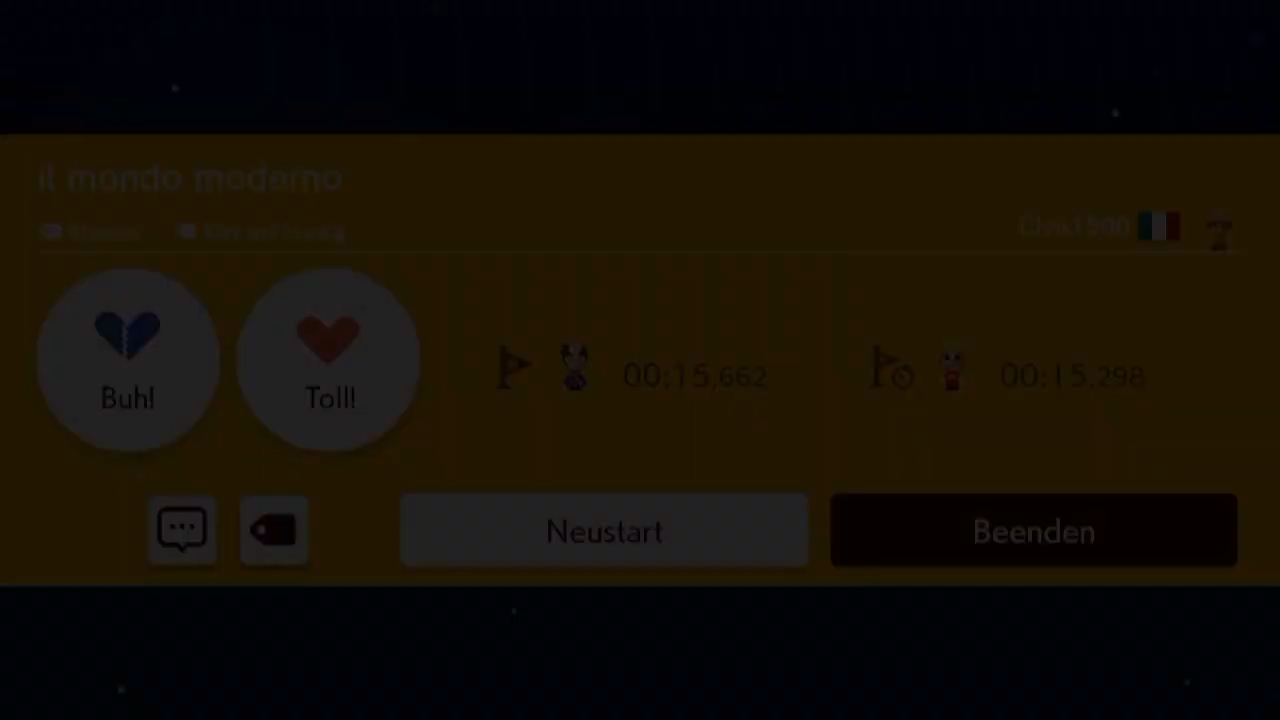 il mondo moderno
00:15,662
00:15,298
Buh!
Toll!
Neustart
Beenden